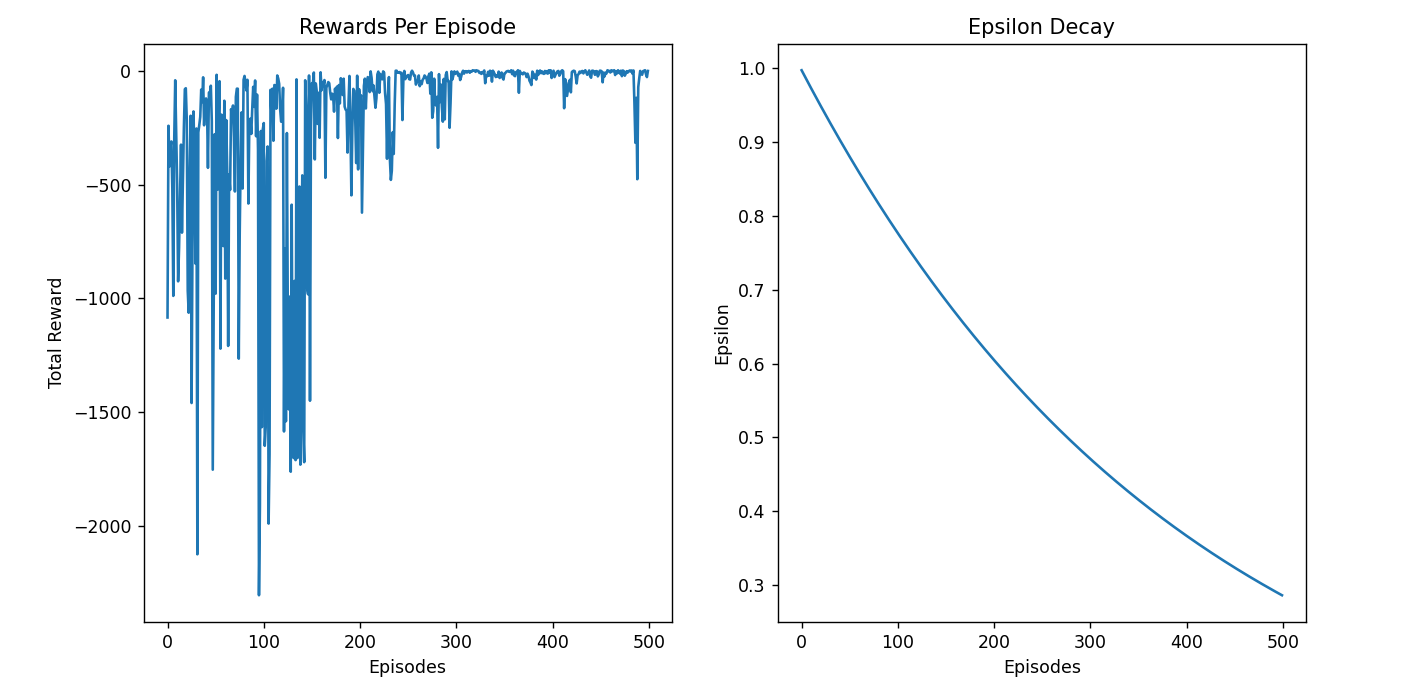 Rewards Per Episode
Total Reward
0
−500
−1000
−1500
−2000
0 100 200 300 400 500
Episodes
Epsilon Decay
Epsilon
1.0
0.9
0.8
0.7
0.6
0.5
0.4
0.3
0 100 200 300 400 500
Episodes